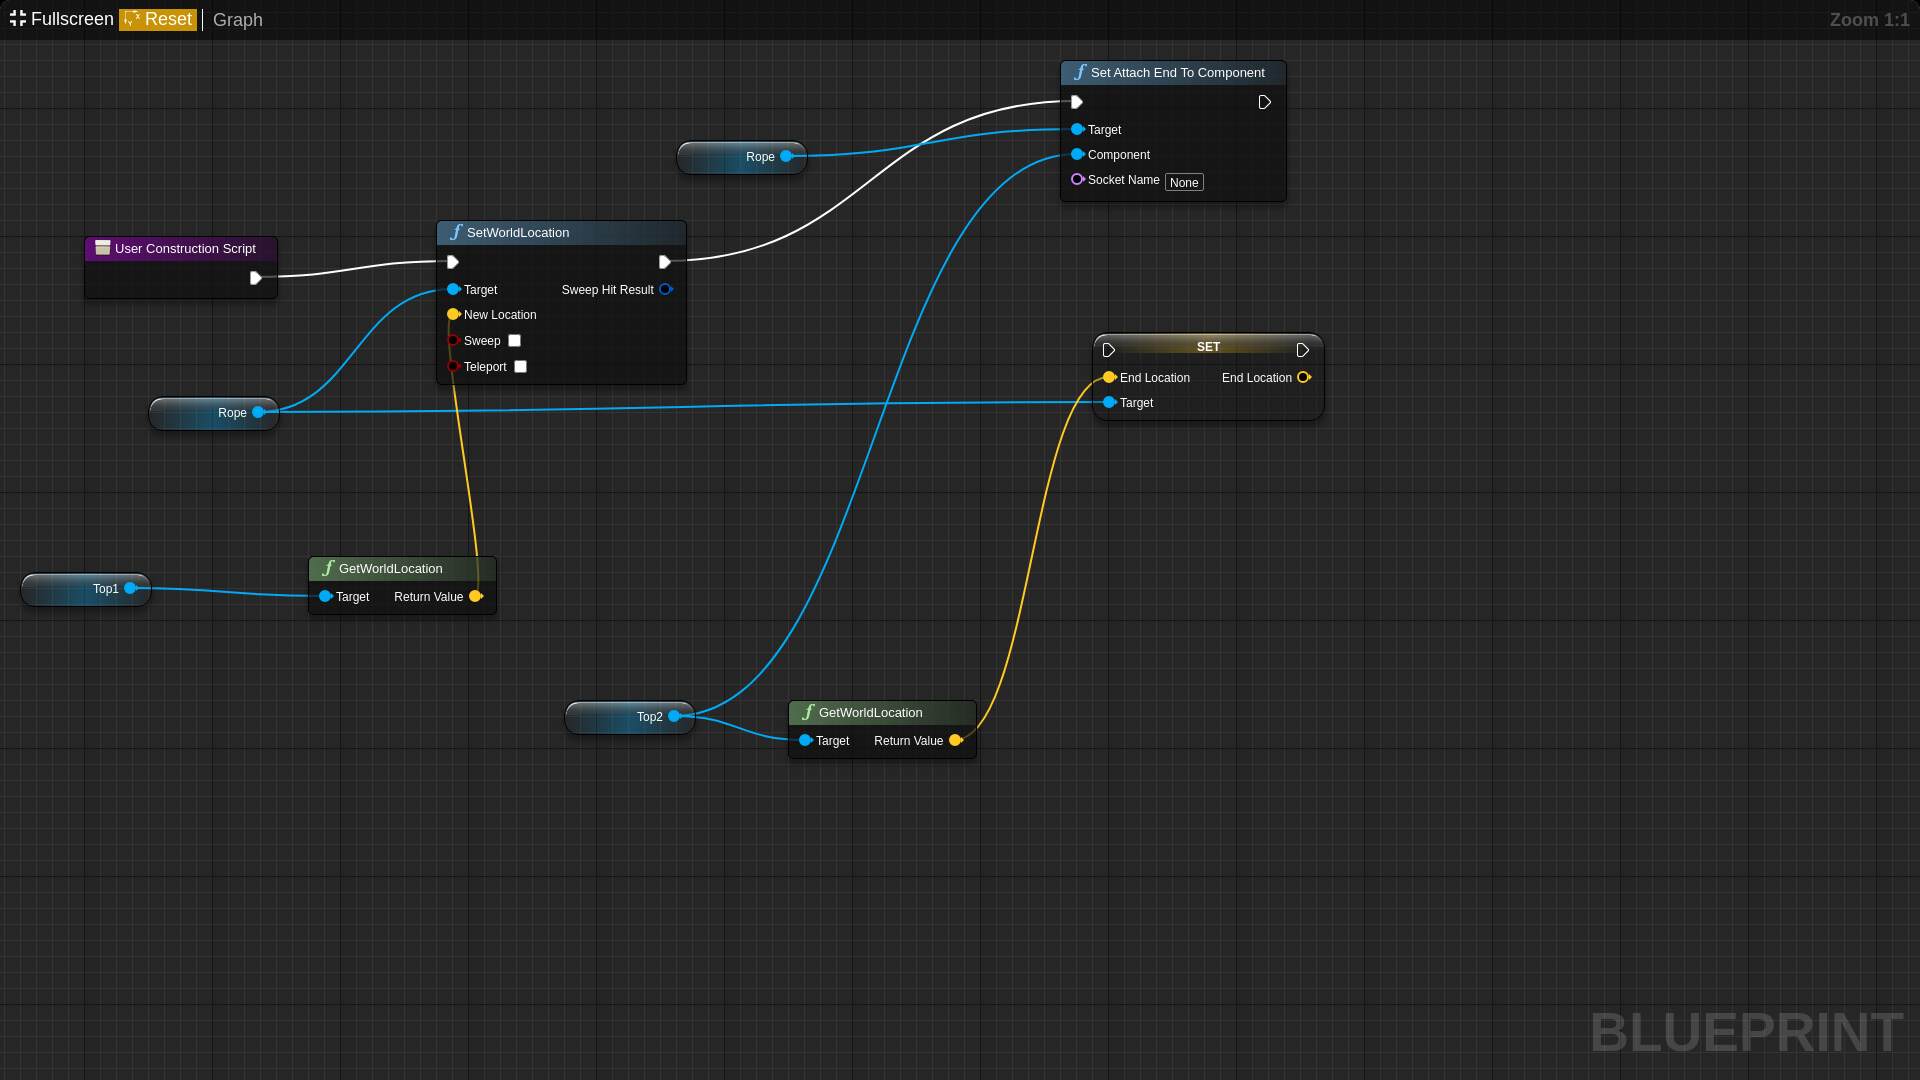 Fullscreen Reset Graph Zoom 1:1
Set Attach End To Component
Target
Component
Socket Name None
Rope
User Construction Script
SetWorldLocation
Target Sweep Hit Result
New Location
Sweep
Teleport
SET
End Location End Location
Target
Rope
Top1
GetWorldLocation
Target Return Value
Top2
GetWorldLocation
Target Return Value
BLUEPRINT